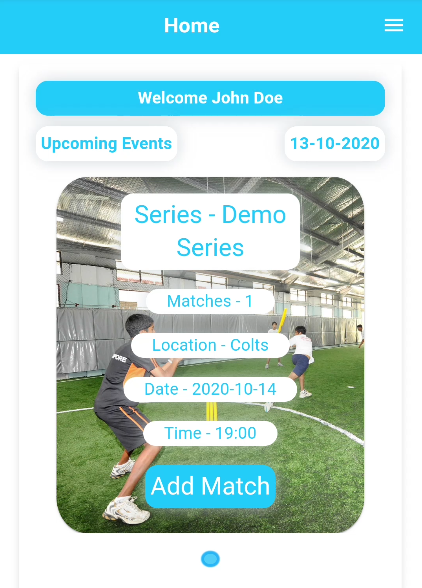 Home
Welcome John Doe
Upcoming Events
13-10-2020
Series - Demo
Series
Matches - 1
Location - Colts
Date - 2020-10-14
Time - 19:00
Add Match